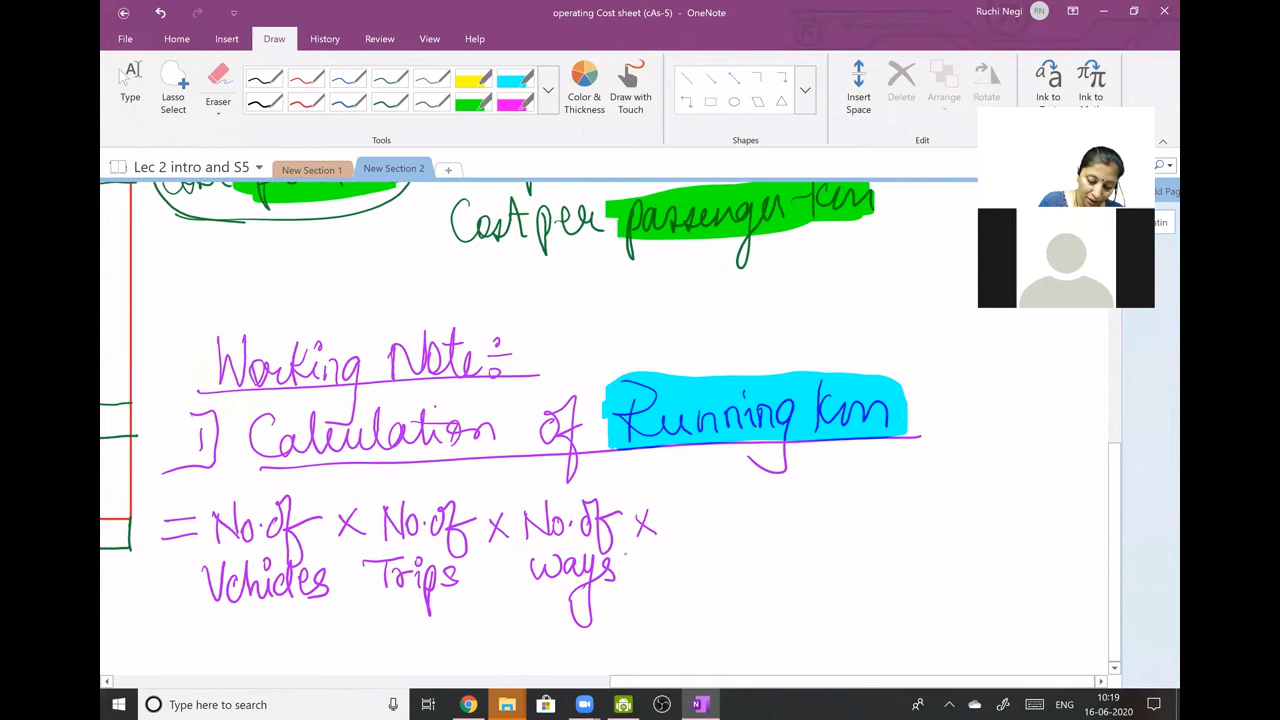 operating Cost sheet (cAs-5) - OneNote
Ruchi Negi RN
File Home Insert Draw History Review View Help
Type
Lasso Select
Eraser
Color & Thickness
Draw with Touch
Insert Space
Delete
Arrange
Rotate
Ink to
Ink to
Tools
Shapes
Edit
Lec 2 intro and S5
New Section 1
New Section 2
Cost per passenger-km
Working Note:
1) Calculation of Running km
= No. of Vehicles × No. of Trips × No. of ways ×
Type here to search
ENG
10:19
16-06-2020